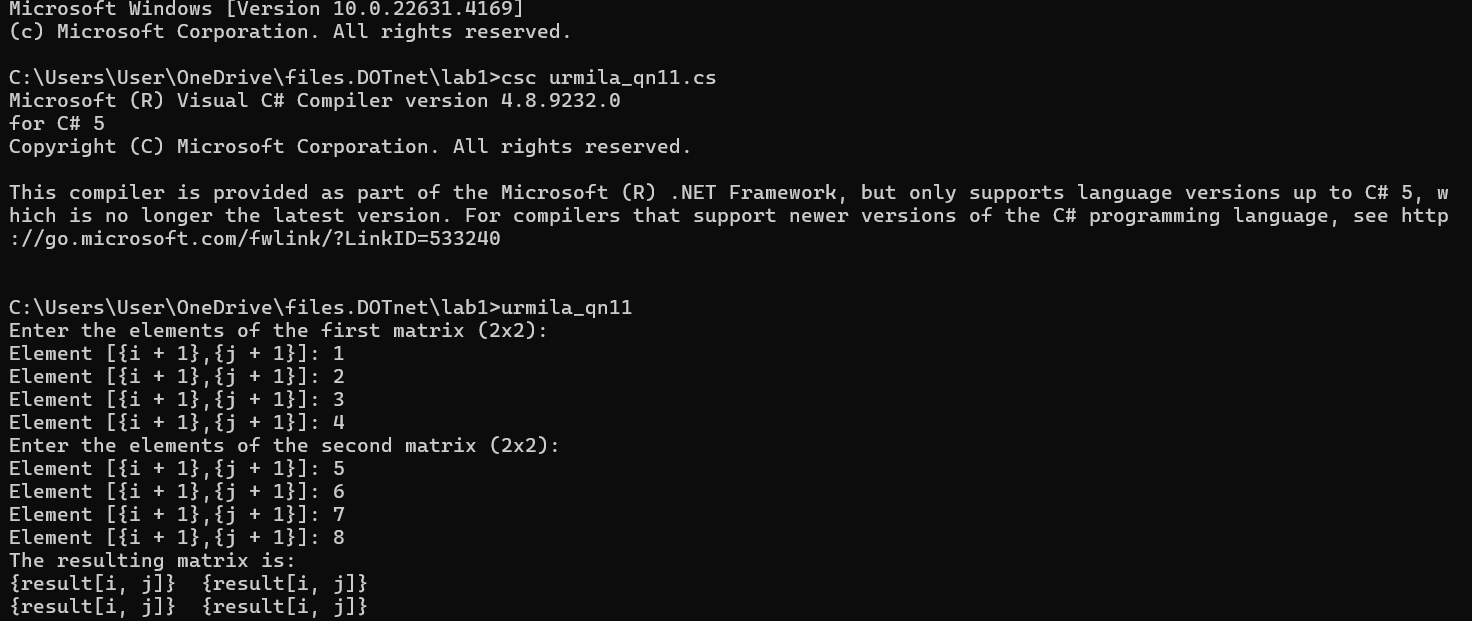 Microsoft Windows [Version 10.0.22631.4169]
(c) Microsoft Corporation. All rights reserved.
C:\Users\User\OneDrive\files.DOTnet\lab1>csc urmila_qn11.cs
Microsoft (R) Visual C# Compiler version 4.8.9232.0
for C# 5
Copyright (C) Microsoft Corporation. All rights reserved.
This compiler is provided as part of the Microsoft (R) .NET Framework, but only supports language versions up to C# 5, w
hich is no longer the latest version. For compilers that support newer versions of the C# programming language, see http
://go.microsoft.com/fwlink/?LinkID=533240
C:\Users\User\OneDrive\files.DOTnet\lab1>urmila_qn11
Enter the elements of the first matrix (2x2):
Element [{i + 1},{j + 1}]: 1
Element [{i + 1},{j + 1}]: 2
Element [{i + 1},{j + 1}]: 3
Element [{i + 1},{j + 1}]: 4
Enter the elements of the second matrix (2x2):
Element [{i + 1},{j + 1}]: 5
Element [{i + 1},{j + 1}]: 6
Element [{i + 1},{j + 1}]: 7
Element [{i + 1},{j + 1}]: 8
The resulting matrix is:
{result[i, j]}  {result[i, j]}
{result[i, j]}  {result[i, j]}